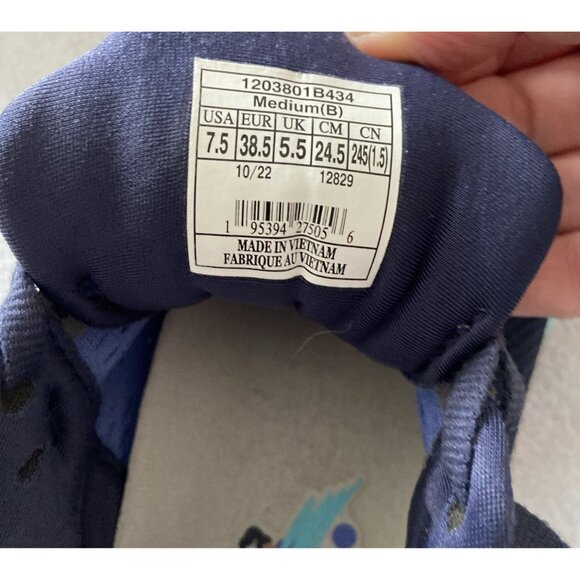 1203801B434
Medium(B)
USA EUR UK CM CN
7.5 38.5 5.5 24.5 245(1.5)
10/22 12829
1 95394 27505 6
MADE IN VIETNAM
FABRIQUE AU VIETNAM